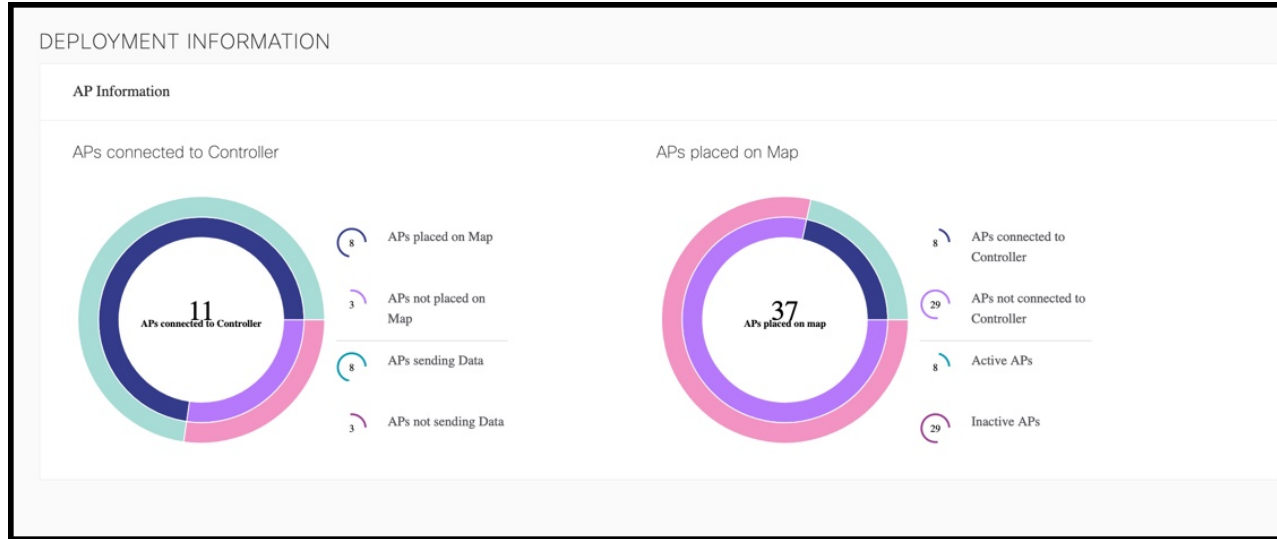 DEPLOYMENT INFORMATION
AP Information
APs connected to Controller
11
APs connected to Controller
8
APs placed on Map
3
APs not placed on
Map
8
APs sending Data
3
APs not sending Data
APs placed on Map
37
APs placed on map
8
APs connected to
Controller
29
APs not connected to
Controller
8
Active APs
29
Inactive APs